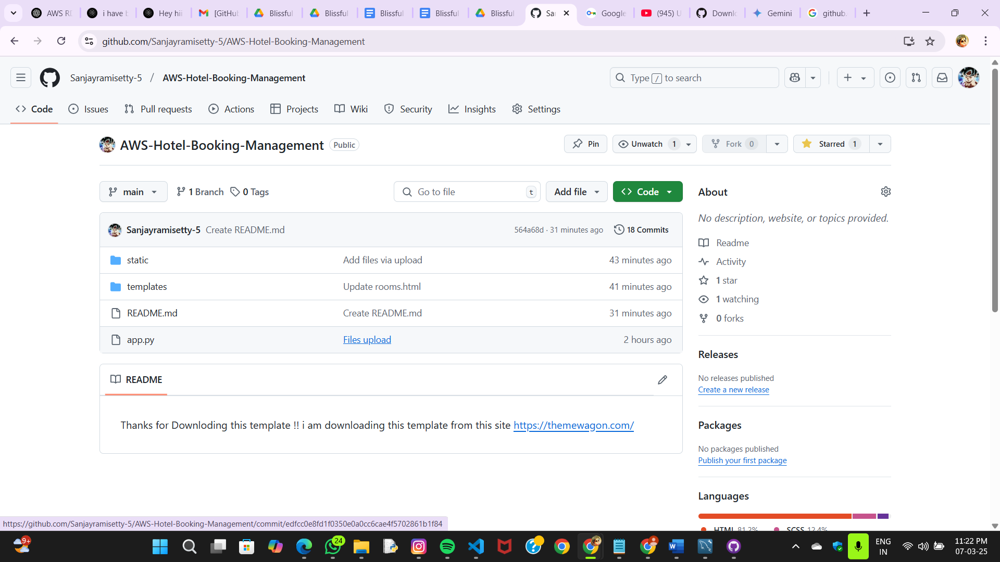 AWS RE
i have b
Hey hii
[GitHub
Blissful
Blissful
Blissful
Blissful
Blissful
Sa
Google
(945) U
Downlo
Gemini
github.
github.com/Sanjayramisetty-5/AWS-Hotel-Booking-Management
Sanjayramisetty-5 / AWS-Hotel-Booking-Management
Type / to search
Code
Issues
Pull requests
Actions
Projects
Wiki
Security
Insights
Settings
AWS-Hotel-Booking-Management Public
Pin
Unwatch 1
Fork 0
Starred 1
main
1 Branch
0 Tags
Go to file t
Add file
Code
Sanjayramisetty-5 Create README.md 564a68d · 31 minutes ago 18 Commits
static Add files via upload 43 minutes ago
templates Update rooms.html 41 minutes ago
README.md Create README.md 31 minutes ago
app.py Files upload 2 hours ago
README
Thanks for Downloding this template !! i am downloading this template from this site https://themewagon.com/
About
No description, website, or topics provided.
Readme
Activity
1 star
1 watching
0 forks
Releases
No releases published
Create a new release
Packages
No packages published
Publish your first package
Languages
HTML 81.2% SCSS 12.4%
https://github.com/Sanjayramisetty-5/AWS-Hotel-Booking-Management/commit/edfcc0e8fd1f0350e0a0cc6cae4f5702861b1f84
9+
24
ENG
IN
11:22 PM
07-03-25